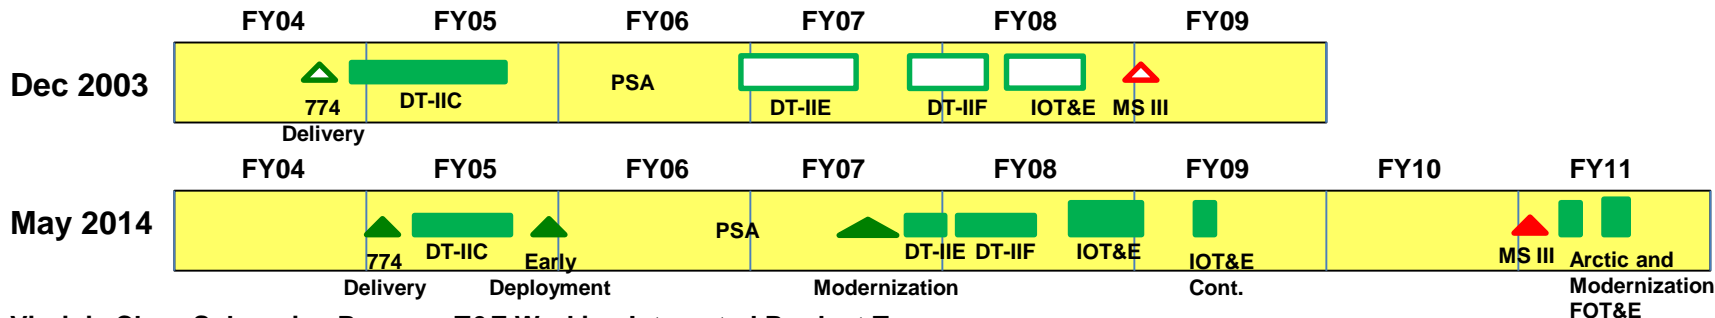 FY04 FY05 FY06 FY07 FY08 FY09
Dec 2003
PSA
774 DT-IIC DT-IIE DT-IIF IOT&E MS III
Delivery
FY04 FY05 FY06 FY07 FY08 FY09 FY10 FY11
May 2014
PSA
774 DT-IIC Early DT-IIE DT-IIF IOT&E IOT&E MS III Arctic and
Delivery Deployment Modernization Cont. Modernization
FOT&E